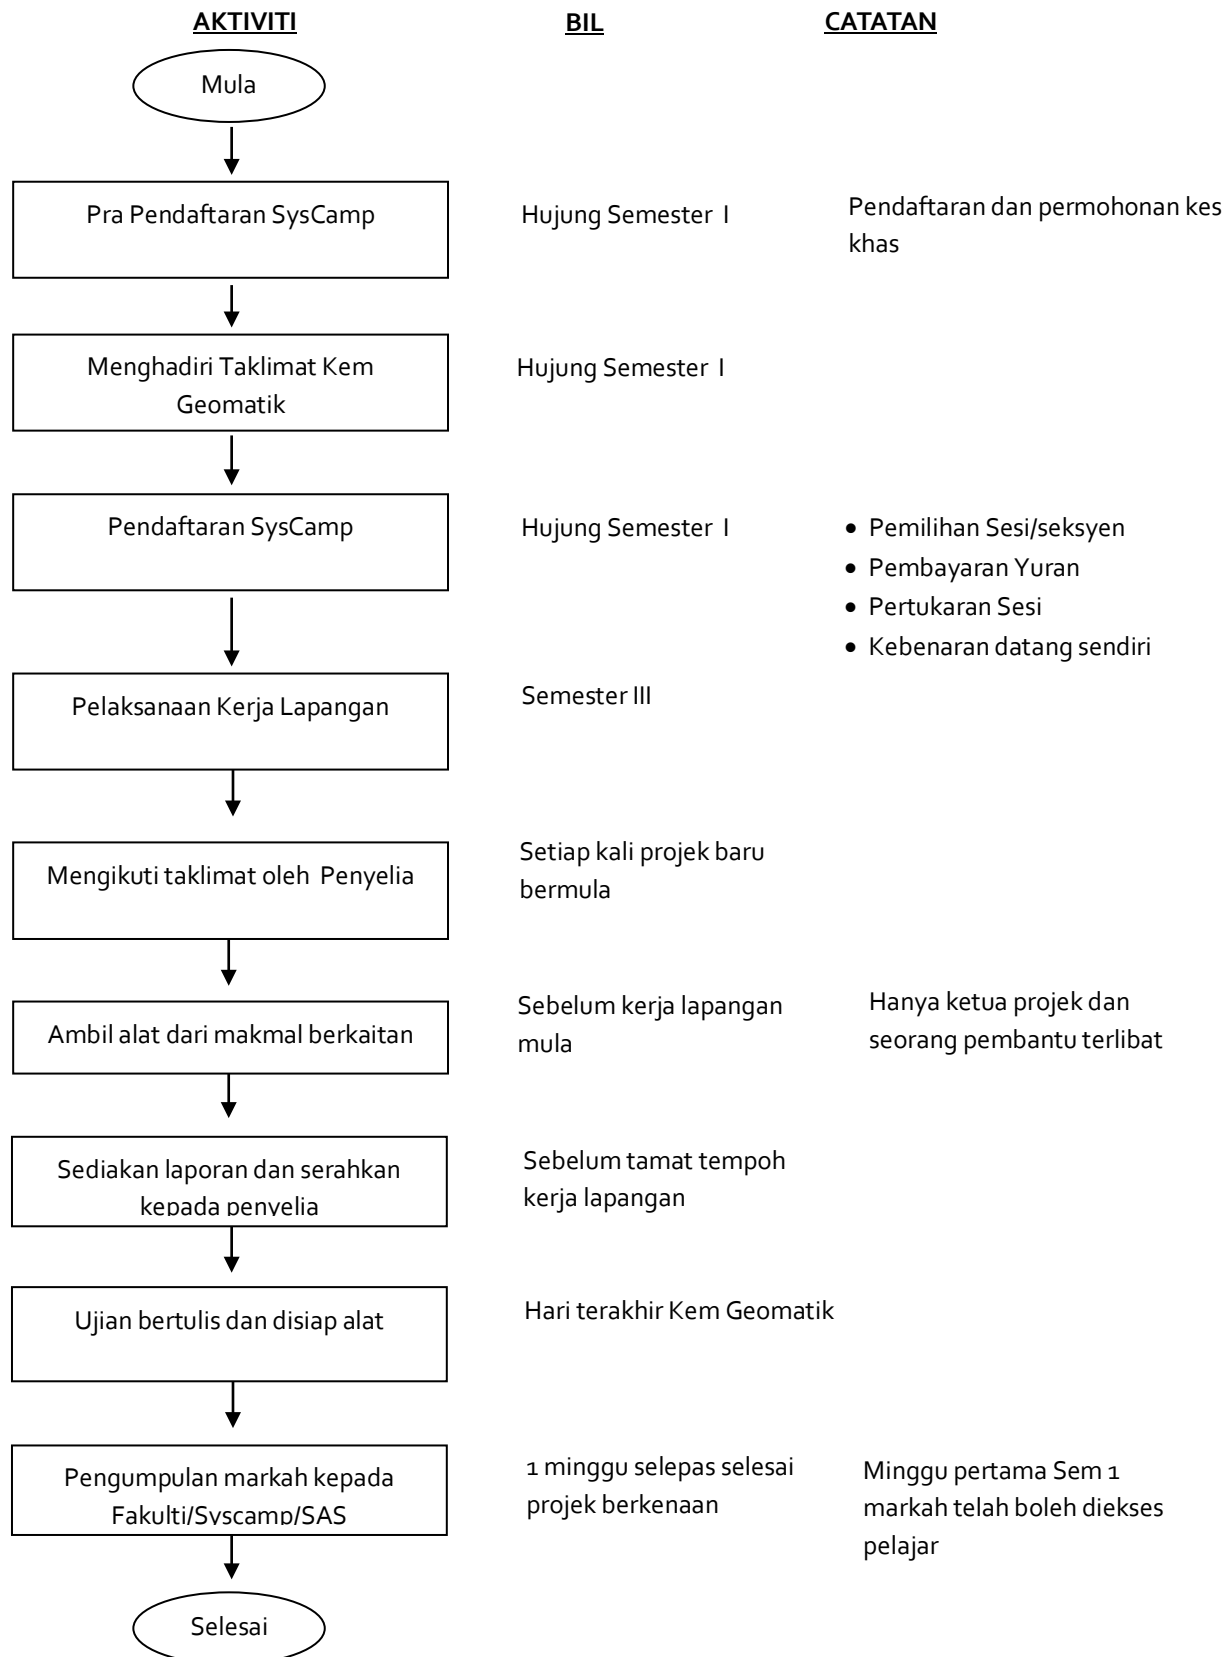 AKTIVITI BIL CATATAN
Mula
Pra Pendaftaran SysCamp
Hujung Semester I
Pendaftaran dan permohonan kes
khas
Menghadiri Taklimat Kem
Geomatik
Hujung Semester I
Pendaftaran SysCamp
Hujung Semester I
• Pemilihan Sesi/seksyen
• Pembayaran Yuran
• Pertukaran Sesi
• Kebenaran datang sendiri
Pelaksanaan Kerja Lapangan
Semester III
Mengikuti taklimat oleh Penyelia
Setiap kali projek baru
bermula
Ambil alat dari makmal berkaitan
Sebelum kerja lapangan
mula
Hanya ketua projek dan
seorang pembantu terlibat
Sediakan laporan dan serahkan
kepada penyelia
Sebelum tamat tempoh
kerja lapangan
Ujian bertulis dan disiap alat
Hari terakhir Kem Geomatik
Pengumpulan markah kepada
Fakulti/Syscamp/SAS
1 minggu selepas selesai
projek berkenaan
Minggu pertama Sem 1
markah telah boleh diekses
pelajar
Selesai